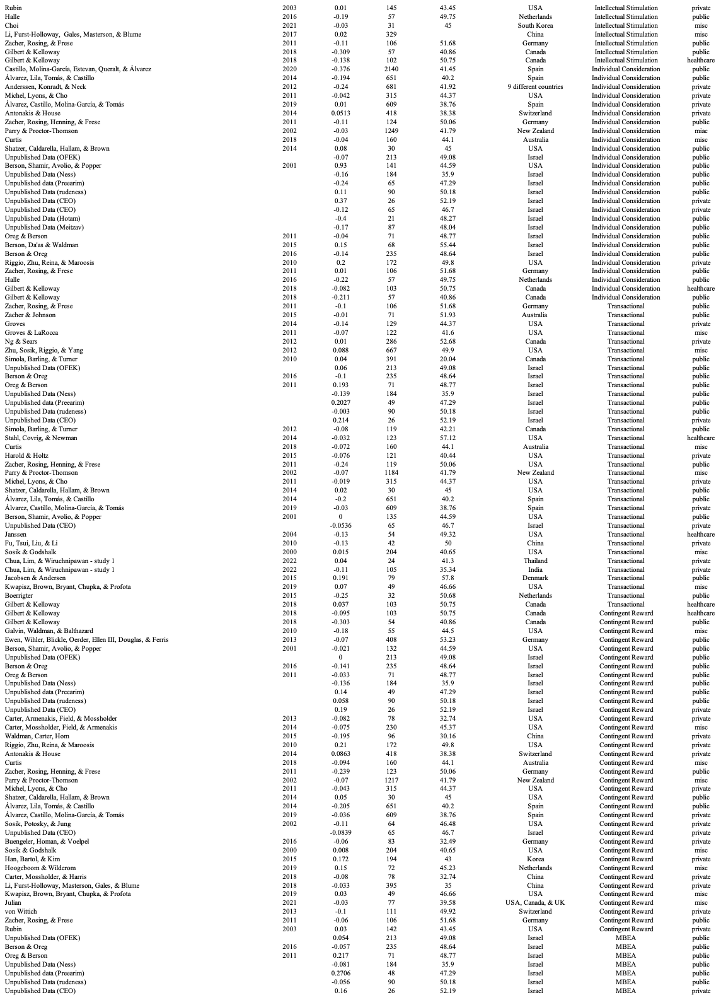 Rubin 2003 0.01 145 43.45 USA Intellectual Stimulation private
Halle 2016 -0.19 57 49.75 Netherlands Intellectual Stimulation public
Choi 2021 -0.03 31 45 South Korea Intellectual Stimulation misc
Li, Furst-Holloway, Gales, Masterson, & Blume 2017 0.02 329 China Intellectual Stimulation misc
Zacher, Rosing, & Frese 2011 -0.11 106 51.68 Germany Intellectual Stimulation public
Gilbert & Kelloway 2018 -0.309 57 40.86 Canada Intellectual Stimulation public
Gilbert & Kelloway 2018 -0.138 102 50.75 Canada Intellectual Stimulation healthcare
Castillo, Molina-García, Estevan, Queralt, & Álvarez 2020 -0.376 2140 41.45 Spain Individual Consideration public
Álvarez, Lila, Tomás, & Castillo 2014 -0.194 651 40.2 Spain Individual Consideration public
Anderssen, Konradt, & Neck 2012 -0.24 681 41.92 9 different countries Individual Consideration private
Michel, Lyons, & Cho 2011 -0.042 315 44.37 USA Individual Consideration private
Álvarez, Castillo, Molina-García, & Tomás 2019 0.01 609 38.76 Spain Individual Consideration private
Antonakis & House 2014 0.0513 418 38.38 Switzerland Individual Consideration private
Zacher, Rosing, Henning, & Frese 2011 -0.11 124 50.06 Germany Individual Consideration public
Parry & Proctor-Thomson 2002 -0.03 1249 41.79 New Zealand Individual Consideration miac
Curtis 2018 -0.04 160 44.1 Australia Individual Consideration misc
Shatzer, Caldarella, Hallam, & Brown 2014 0.08 30 45 USA Individual Consideration public
Unpublished Data (OFEK) -0.07 213 49.08 Israel Individual Consideration public
Berson, Shamir, Avolio, & Popper 2001 0.93 141 44.59 USA Individual Consideration public
Unpublished Data (Ness) -0.16 184 35.9 Israel Individual Consideration public
Unpublished data (Preearim) -0.24 65 47.29 Israel Individual Consideration public
Unpublished Data (rudeness) 0.11 90 50.18 Israel Individual Consideration public
Unpublished Data (CEO) 0.37 26 52.19 Israel Individual Consideration private
Unpublished Data (CEO) -0.12 65 46.7 Israel Individual Consideration private
Unpublished Data (Hotam) -0.4 21 48.27 Israel Individual Consideration public
Unpublished Data (Meitzav) -0.17 87 48.04 Israel Individual Consideration public
Oreg & Berson 2011 -0.04 71 48.77 Israel Individual Consideration public
Berson, Da'as & Waldman 2015 0.15 68 55.44 Israel Individual Consideration public
Berson & Oreg 2016 -0.14 235 48.64 Israel Individual Consideration public
Riggio, Zhu, Reina, & Maroosis 2010 0.2 172 49.8 USA Individual Consideration private
Zacher, Rosing, & Frese 2011 0.01 106 51.68 Germany Individual Consideration public
Halle 2016 -0.22 57 49.75 Netherlands Individual Consideration public
Gilbert & Kelloway 2018 -0.082 103 50.75 Canada Individual Consideration healthcare
Gilbert & Kelloway 2018 -0.211 57 40.86 Canada Individual Consideration public
Zacher, Rosing, & Frese 2011 -0.1 106 51.68 Germany Transactional public
Zacher & Johnson 2015 -0.01 71 51.93 Australia Transactional public
Groves 2014 -0.14 129 44.37 USA Transactional private
Groves & LaRocca 2011 -0.07 122 41.6 USA Transactional misc
Ng & Sears 2012 0.01 286 52.68 Canada Transactional private
Zhu, Sosik, Riggio, & Yang 2012 0.088 667 49.9 USA Transactional misc
Simola, Barling, & Turner 2010 0.04 391 20.04 Canada Transactional public
Unpublished Data (OFEK) 0.06 213 49.08 Israel Transactional public
Berson & Oreg 2016 -0.1 235 48.64 Israel Transactional public
Oreg & Berson 2011 0.193 71 48.77 Israel Transactional public
Unpublished Data (Ness) -0.139 184 35.9 Israel Transactional public
Unpublished data (Preearim) 0.2027 49 47.29 Israel Transactional public
Unpublished Data (rudeness) -0.003 90 50.18 Israel Transactional public
Unpublished Data (CEO) 0.214 26 52.19 Israel Transactional private
Simola, Barling, & Turner 2012 -0.08 119 42.21 Canada Transactional public
Stahl, Covrig, & Newman 2014 -0.032 123 57.12 USA Transactional healthcare
Curtis 2018 -0.072 160 44.1 Australia Transactional misc
Harold & Holtz 2015 -0.076 121 40.44 USA Transactional private
Zacher, Rosing, Henning, & Frese 2011 -0.24 119 50.06 USA Transactional public
Parry & Proctor-Thomson 2002 -0.07 1184 41.79 New Zealand Transactional misc
Michel, Lyons, & Cho 2011 -0.019 315 44.37 USA Transactional private
Shatzer, Caldarella, Hallam, & Brown 2014 0.02 30 45 USA Transactional public
Álvarez, Lila, Tomás, & Castillo 2014 -0.2 651 40.2 Spain Transactional public
Álvarez, Castillo, Molina-García, & Tomás 2019 -0.03 609 38.76 Spain Transactional private
Berson, Shamir, Avolio, & Popper 2001 0 135 44.59 USA Transactional public
Unpublished Data (CEO) -0.0536 65 46.7 Israel Transactional private
Janssen 2004 -0.13 54 49.32 USA Transactional healthcare
Fu, Tsui, Liu, & Li 2010 -0.13 42 50 China Transactional private
Sosik & Godshalk 2000 0.015 204 40.65 USA Transactional misc
Chua, Lim, & Wiruchnipawan - study 1 2022 0.04 24 41.3 Thailand Transactional private
Chua, Lim, & Wiruchnipawan - study 1 2022 -0.11 105 35.34 India Transactional private
Jacobsen & Andersen 2015 0.191 79 57.8 Denmark Transactional public
Kwapisz, Brown, Bryant, Chupka, & Profota 2019 0.07 49 46.66 USA Transactional misc
Boerrigter 2015 -0.25 32 50.68 Netherlands Transactional public
Gilbert & Kelloway 2018 0.037 103 50.75 Canada Transactional healthcare
Gilbert & Kelloway 2018 -0.095 103 50.75 Canada Contingent Reward healthcare
Gilbert & Kelloway 2018 -0.303 54 40.86 Canada Contingent Reward public
Galvin, Waldman, & Balthazard 2010 -0.18 55 44.5 USA Contingent Reward misc
Ewen, Wihler, Blickle, Oerder, Ellen III, Douglas, & Ferris 2013 -0.07 408 53.23 Germany Contingent Reward public
Berson, Shamir, Avolio, & Popper 2001 -0.021 132 44.59 USA Contingent Reward public
Unpublished Data (OFEK) 0 213 49.08 Israel Contingent Reward public
Berson & Oreg 2016 -0.141 235 48.64 Israel Contingent Reward public
Oreg & Berson 2011 -0.033 71 48.77 Israel Contingent Reward public
Unpublished Data (Ness) -0.136 184 35.9 Israel Contingent Reward public
Unpublished data (Preearim) 0.14 49 47.29 Israel Contingent Reward public
Unpublished Data (rudeness) 0.058 90 50.18 Israel Contingent Reward public
Unpublished Data (CEO) 0.19 26 52.19 Israel Contingent Reward private
Carter, Armenakis, Field, & Mossholder 2013 -0.082 78 32.74 USA Contingent Reward private
Carter, Mossholder, Field, & Armenakis 2014 -0.075 230 45.37 USA Contingent Reward misc
Waldman, Carter, Hom 2015 -0.195 96 30.16 China Contingent Reward private
Riggio, Zhu, Reina, & Maroosis 2010 0.21 172 49.8 USA Contingent Reward private
Antonakis & House 2014 0.0863 418 38.38 Switzerland Contingent Reward private
Curtis 2018 -0.094 160 44.1 Australia Contingent Reward misc
Zacher, Rosing, Henning, & Frese 2011 -0.239 123 50.06 Germany Contingent Reward public
Parry & Proctor-Thomson 2002 -0.07 1217 41.79 New Zealand Contingent Reward misc
Michel, Lyons, & Cho 2011 -0.043 315 44.37 USA Contingent Reward private
Shatzer, Caldarella, Hallam, & Brown 2014 0.05 30 45 USA Contingent Reward public
Álvarez, Lila, Tomás, & Castillo 2014 -0.205 651 40.2 Spain Contingent Reward public
Álvarez, Castillo, Molina-García, & Tomás 2019 -0.036 609 38.76 Spain Contingent Reward private
Sosik, Potosky, & Jung 2002 -0.11 64 46.48 USA Contingent Reward private
Unpublished Data (CEO) -0.0839 65 46.7 Israel Contingent Reward private
Buengeler, Homan, & Voelpel 2016 -0.06 83 32.49 Germany Contingent Reward private
Sosik & Godshalk 2000 0.008 204 40.65 USA Contingent Reward misc
Han, Bartol, & Kim 2015 0.172 194 43 Korea Contingent Reward private
Hoogeboom & Wilderom 2019 0.15 72 45.23 Netherlands Contingent Reward misc
Carter, Mossholder, & Harris 2018 -0.08 78 32.74 China Contingent Reward private
Li, Furst-Holloway, Masterson, Gales, & Blume 2018 -0.033 395 35 China Contingent Reward private
Kwapisz, Brown, Bryant, Chupka, & Profota 2019 0.03 49 46.66 USA Contingent Reward misc
Julian 2021 -0.03 77 39.58 USA, Canada, & UK Contingent Reward misc
von Wittich 2013 -0.1 111 49.92 Switzerland Contingent Reward private
Zacher, Rosing, & Frese 2011 -0.06 106 51.68 Germany Contingent Reward public
Rubin 2003 0.03 142 43.45 USA Contingent Reward private
Unpublished Data (OFEK) 0.054 213 49.08 Israel MBEA public
Berson & Oreg 2016 -0.057 235 48.64 Israel MBEA public
Oreg & Berson 2011 0.217 71 48.77 Israel MBEA public
Unpublished Data (Ness) -0.081 184 35.9 Israel MBEA public
Unpublished data (Preearim) 0.2706 48 47.29 Israel MBEA public
Unpublished Data (rudeness) -0.056 90 50.18 Israel MBEA public
Unpublished Data (CEO) 0.16 26 52.19 Israel MBEA private